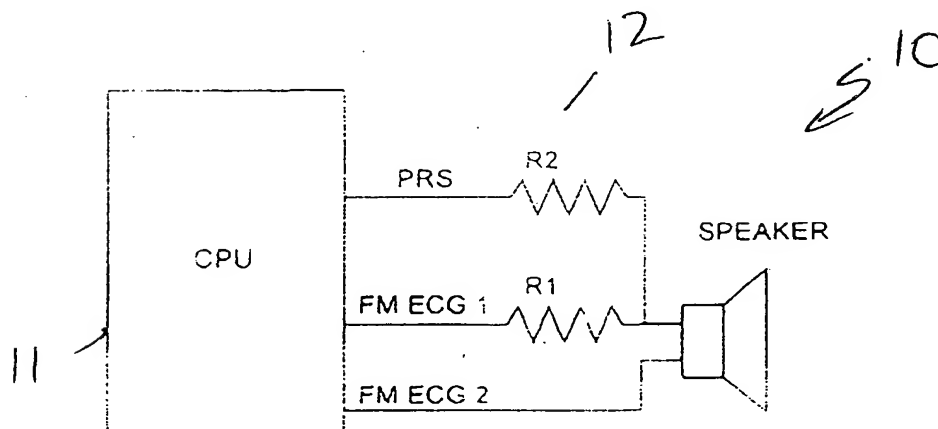 12
10
R2
PRS
SPEAKER
CPU
R1
FM ECG 1
11
FM ECG 2